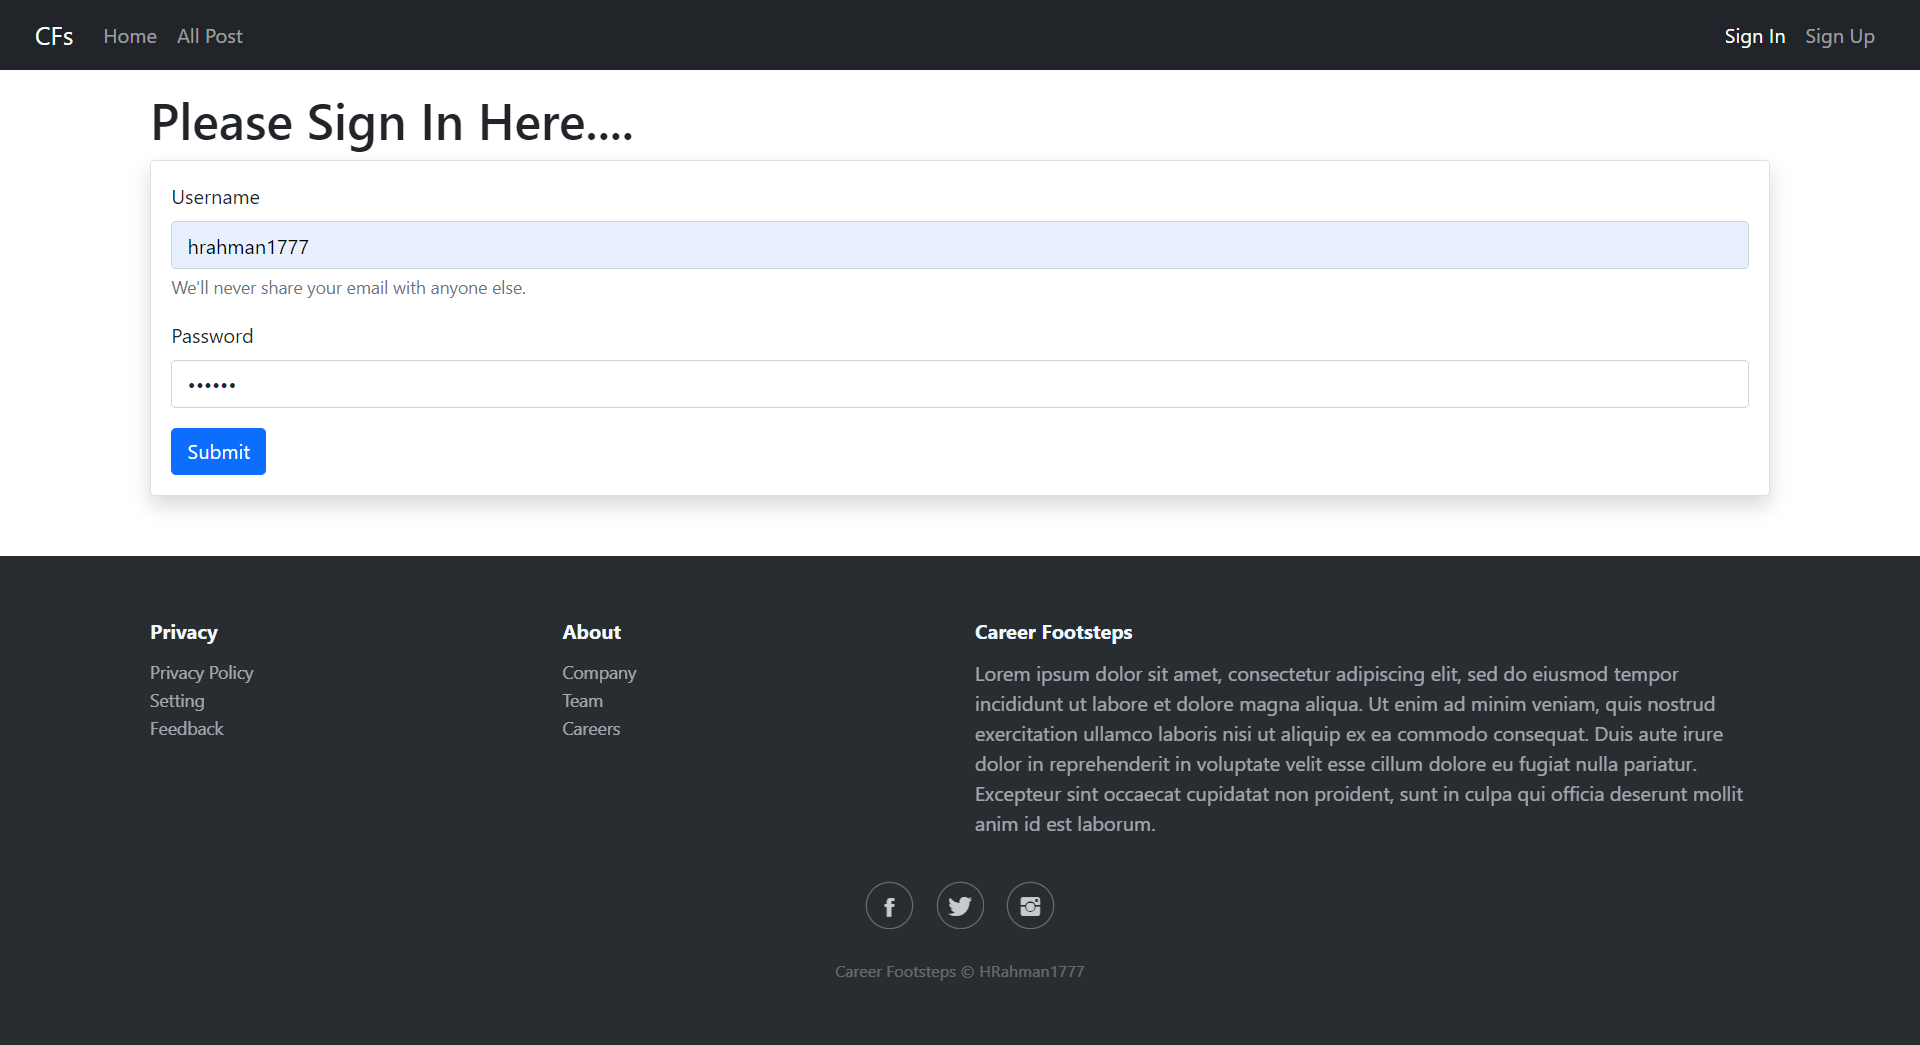 CFs Home All Post Sign In Sign Up
Please Sign In Here....
Username
hrahman1777
We'll never share your email with anyone else.
Password
••••••
Submit
Privacy
Privacy Policy
Setting
Feedback
About
Company
Team
Careers
Career Footsteps
Lorem ipsum dolor sit amet, consectetur adipiscing elit, sed do eiusmod tempor
incididunt ut labore et dolore magna aliqua. Ut enim ad minim veniam, quis nostrud
exercitation ullamco laboris nisi ut aliquip ex ea commodo consequat. Duis aute irure
dolor in reprehenderit in voluptate velit esse cillum dolore eu fugiat nulla pariatur.
Excepteur sint occaecat cupidatat non proident, sunt in culpa qui officia deserunt mollit
anim id est laborum.
Career Footsteps © HRahman1777